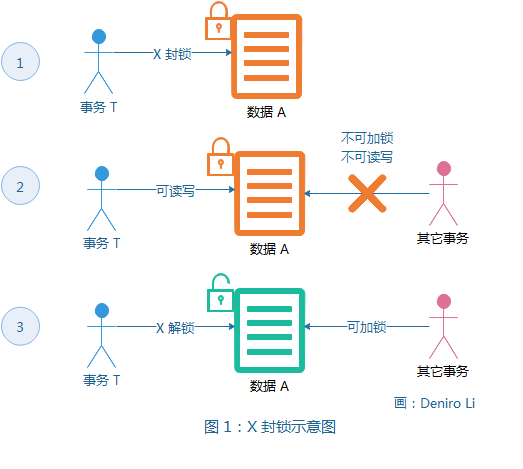 1
X 封锁
事务 T
数据 A
2
可读写
不可加锁
不可读写
事务 T
数据 A
其它事务
3
X 解锁
可加锁
事务 T
数据 A
其它事务
画：Deniro Li
图 1：X 封锁示意图